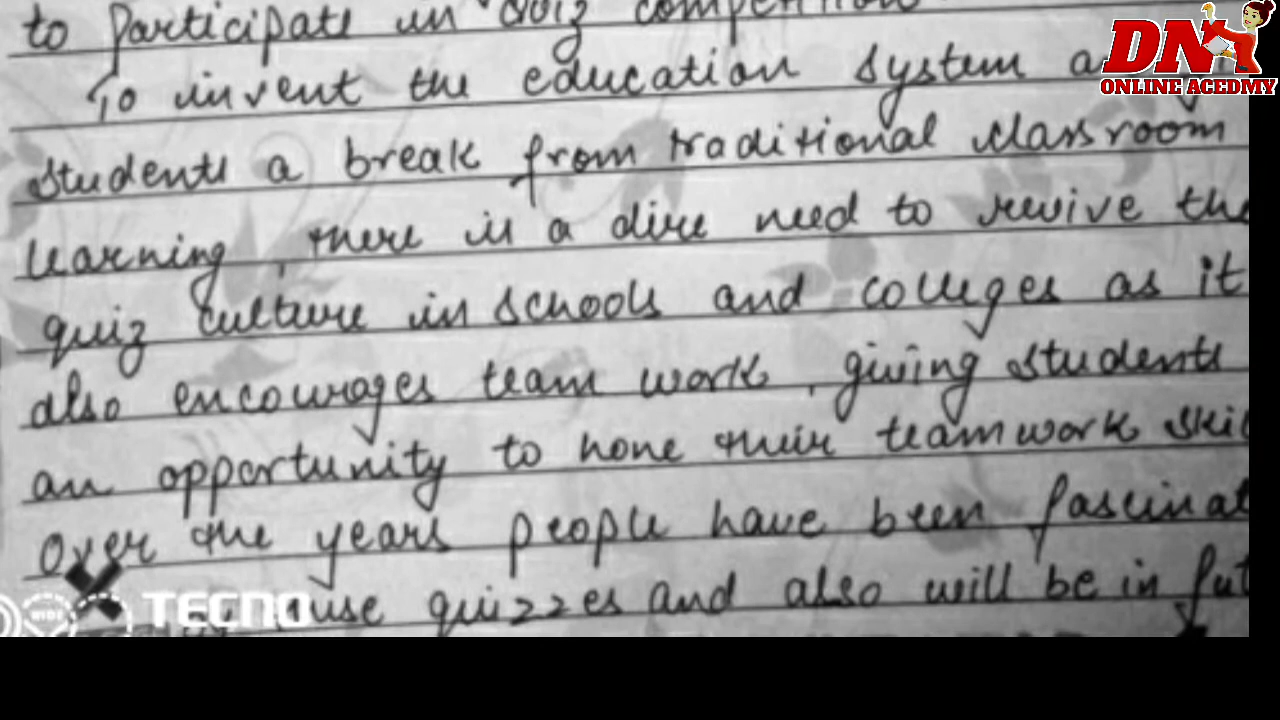 to participate in Quiz competition
To invent the education system a
students a break from traditional classroom
learning, there is a dire need to revive the
quiz culture in schools and colleges as it
also encourages team work, giving students
an opportunity to hone their teamwork skil
Over the years people have been fascinat
quizzes and also will be in fut
TECNO
DN
ONLINE ACEDMY